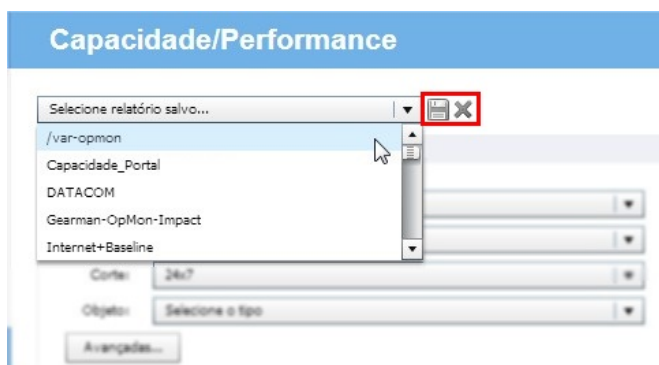 Capacidade/Performance
Selecione relatório salvo...
/var-opmon
Capacidade_Portal
DATACOM
Gearman-OpMon-Impact
Internet+Baseline
Corte: 24x7
Objeto: Selecione o tipo
Avançadas...